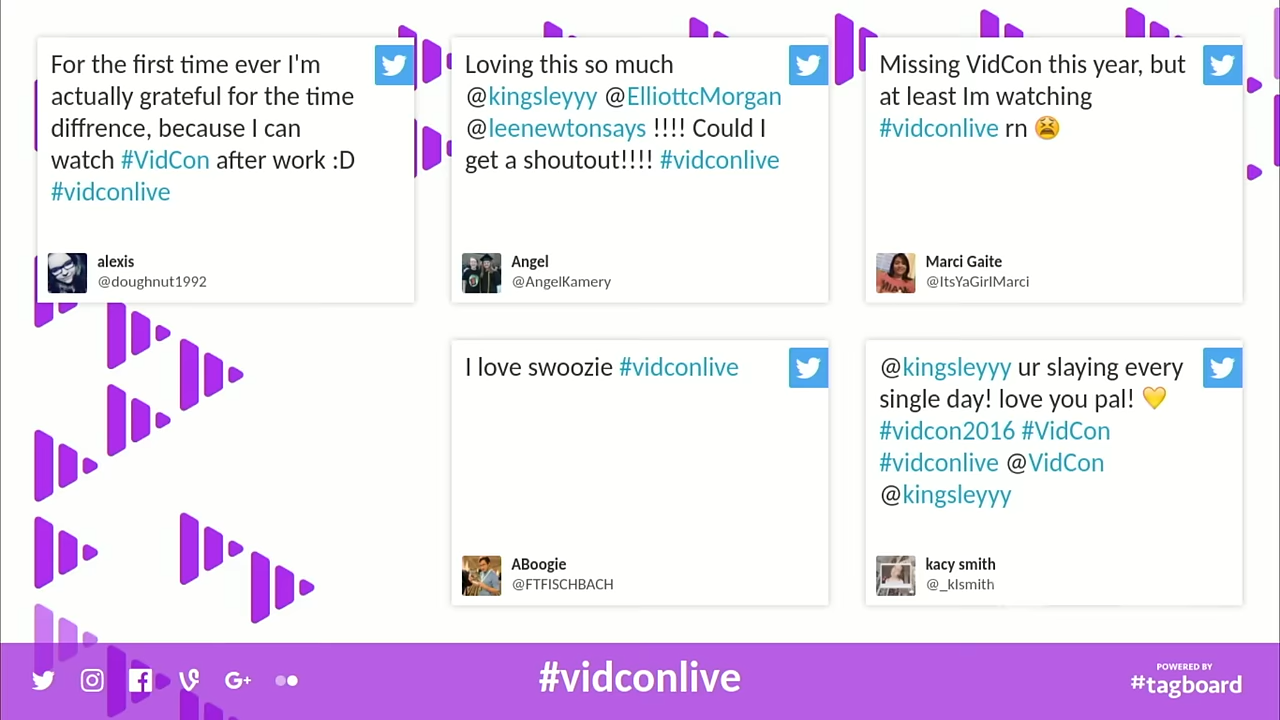 For the first time ever I'm
actually grateful for the time
diffrence, because I can
watch #VidCon after work :D
#vidconlive
alexis
@doughnut1992
Loving this so much
@kingsleyyy @ElliottcMorgan
@leenewtonsays !!!! Could I
get a shoutout!!!! #vidconlive
Angel
@AngelKamery
Missing VidCon this year, but
at least Im watching
#vidconlive rn 😫
Marci Gaite
@ItsYaGirlMarci
I love swoozie #vidconlive
ABoogie
@FTFISCHBACH
@kingsleyyy ur slaying every
single day! love you pal! 💛
#vidcon2016 #VidCon
#vidconlive @VidCon
@kingsleyyy
kacy smith
@_klsmith
G+
#vidconlive
POWERED BY
#tagboard